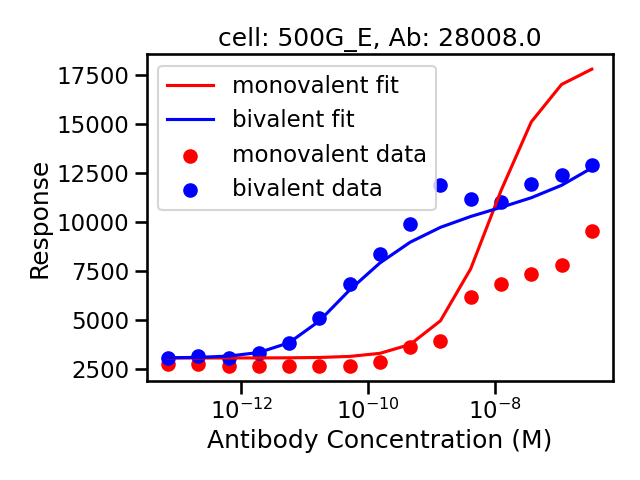 cell: 500G_E, Ab: 28008.0
monovalent fit
bivalent fit
monovalent data
bivalent data
17500
15000
12500
10000
7500
5000
2500
Response
10⁻¹² 10⁻¹⁰ 10⁻⁸
Antibody Concentration (M)